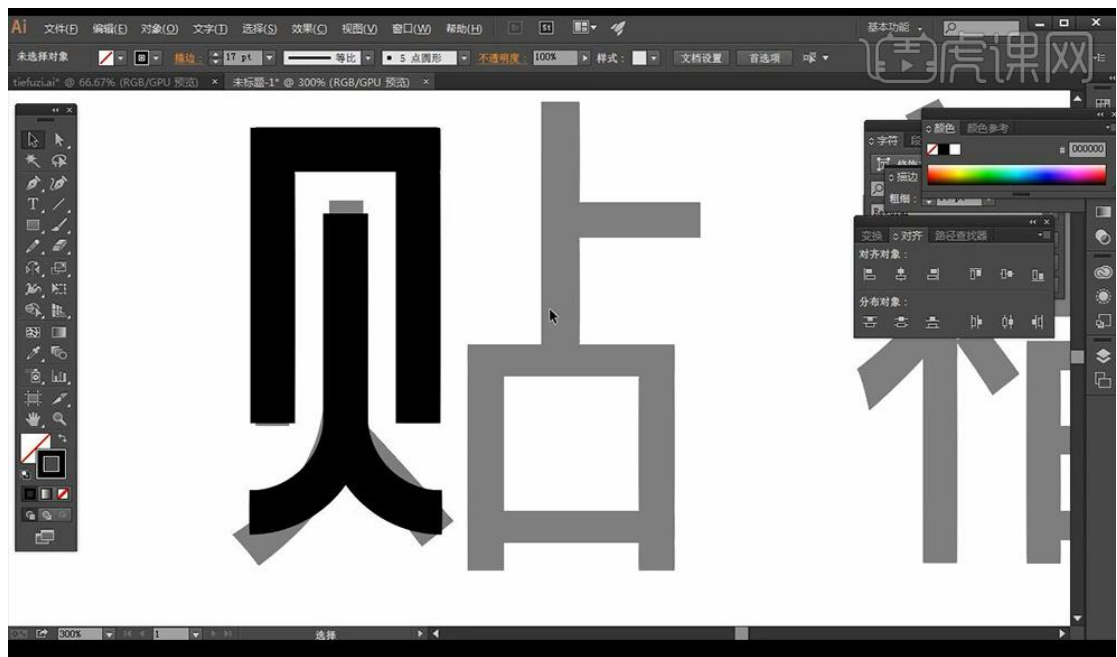 Ai 文件(F) 编辑(E) 对象(O) 文字(T) 选择(S) 效果(C) 视图(V) 窗口(W) 帮助(H) Br St 基本功能
未选择对象 描边: 17 pt 等比 5 点圆形 不透明度: 100% 样式: 文档设置 首选项
虎课网
tiefuzi.ai* @ 66.67% (RGB/GPU 预览) × 未标题-1* @ 300% (RGB/GPU 预览) ×
颜色 颜色参考
# 000000
字符 段
描边
粗细:
变换 对齐 路径查找器
对齐对象:
分布对象:
贴
300% 1 选择